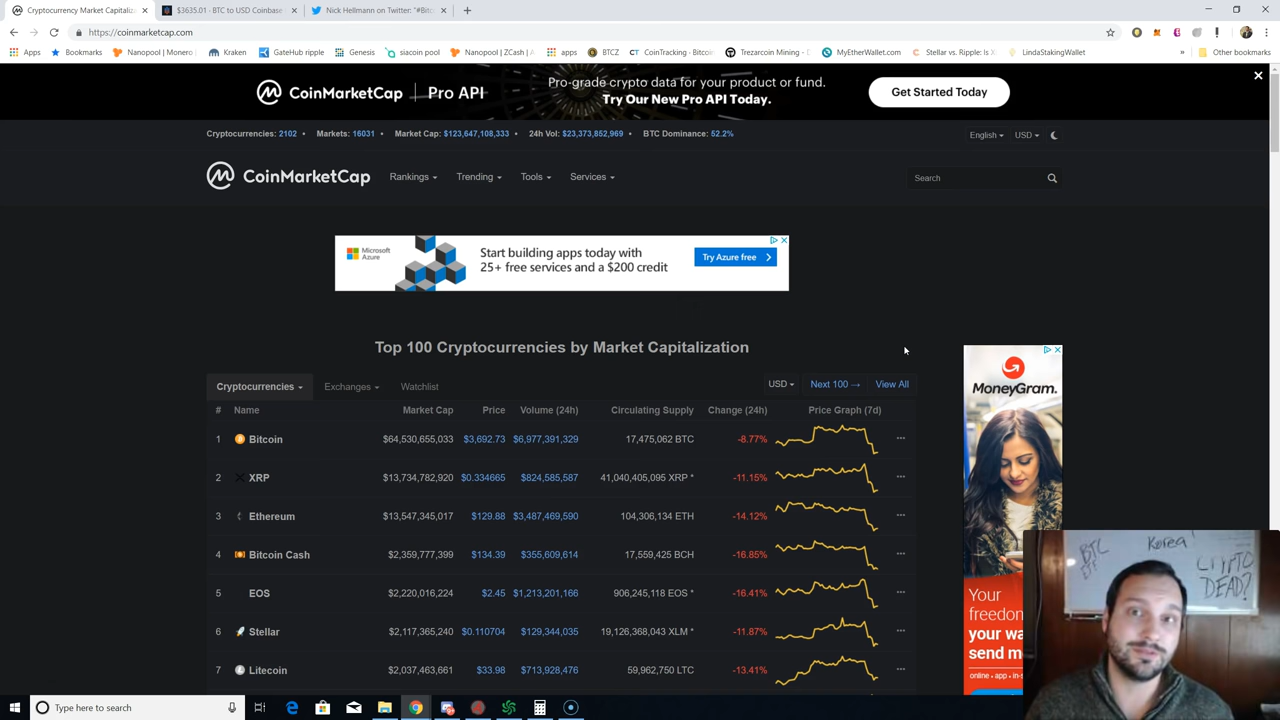 Cryptocurrency Market Capitaliz
$3635.01 · BTC to USD Coinbase
Nick Hellmann on Twitter: "#Bitc
https://coinmarketcap.com
Apps Bookmarks Nanopool | Monero Kraken GateHub ripple Genesis siacoin pool Nanopool | ZCash | apps BTCZ CoinTracking · Bitcoin Trezarcoin Mining - MyEtherWallet.com Stellar vs. Ripple: Is X LindaStakingWallet » Other bookmarks
CoinMarketCap | Pro API
Pro-grade crypto data for your product or fund.
Try Our New Pro API Today.
Get Started Today
Cryptocurrencies: 2102 • Markets: 16031 • Market Cap: $123,647,108,333 • 24h Vol: $23,373,852,969 • BTC Dominance: 52.2%
English USD
CoinMarketCap Rankings Trending Tools Services Search
Microsoft
Azure
Start building apps today with
25+ free services and a $200 credit
Try Azure free
Top 100 Cryptocurrencies by Market Capitalization
Cryptocurrencies Exchanges Watchlist USD Next 100 → View All
# Name Market Cap Price Volume (24h) Circulating Supply Change (24h) Price Graph (7d)
1 Bitcoin $64,530,655,033 $3,692.73 $6,977,391,329 17,475,062 BTC -8.77%
2 XRP $13,734,782,920 $0.334665 $824,585,587 41,040,405,095 XRP * -11.15%
3 Ethereum $13,547,345,017 $129.88 $3,487,469,590 104,306,134 ETH -14.12%
4 Bitcoin Cash $2,359,777,399 $134.39 $355,609,614 17,559,425 BCH -16.85%
5 EOS $2,220,016,224 $2.45 $1,213,201,166 906,245,118 EOS * -16.41%
6 Stellar $2,117,365,240 $0.110704 $129,344,035 19,126,368,043 XLM * -11.87%
7 Litecoin $2,037,463,661 $33.98 $713,928,476 59,962,750 LTC -13.41%
MoneyGram.
Your
freedom
your wa
send mo
online • app • in-s
BTC
Korea
CRYPTO
DEAD?
Type here to search